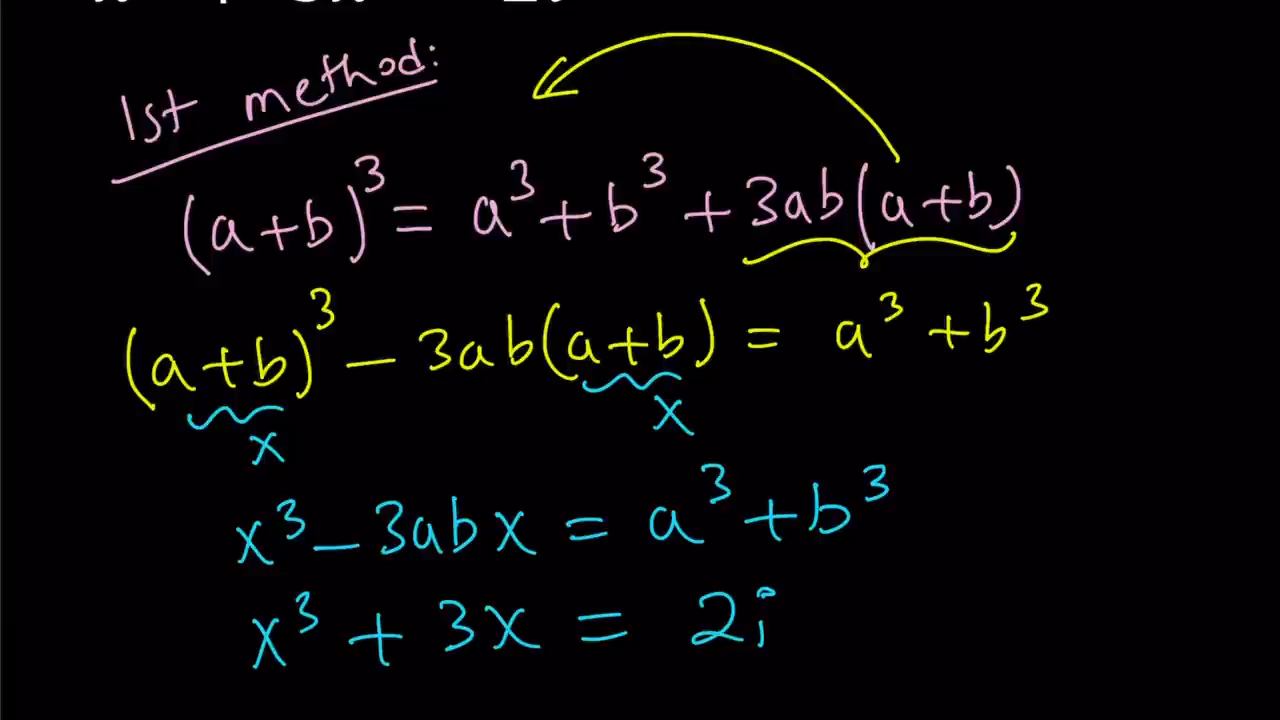 1st method:
(a+b)³ = a³ + b³ + 3ab(a+b)
(a+b)³ − 3ab(a+b) = a³ + b³
x x
x³ − 3abx = a³ + b³
x³ + 3x = 2i